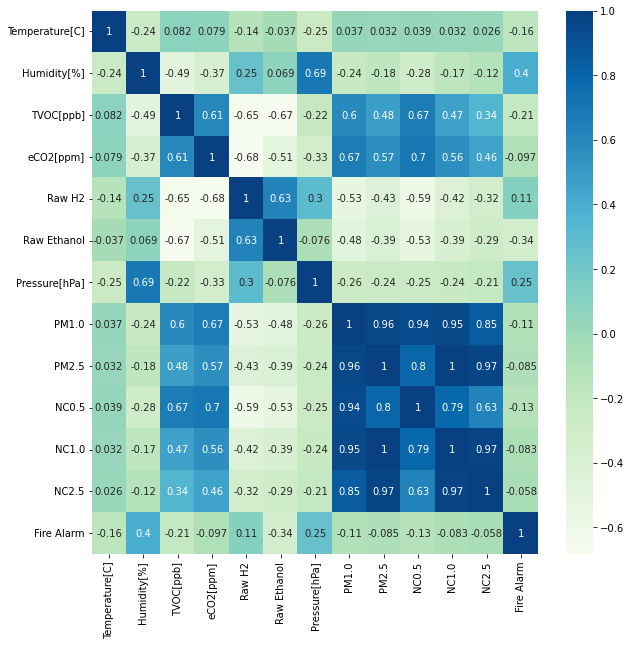 Temperature[C] 1 -0.24 0.082 0.079 -0.14 -0.037 -0.25 0.037 0.032 0.039 0.032 0.026 -0.16
Humidity[%] -0.24 1 -0.49 -0.37 0.25 0.069 0.69 -0.24 -0.18 -0.28 -0.17 -0.12 0.4
TVOC[ppb] 0.082 -0.49 1 0.61 -0.65 -0.67 -0.22 0.6 0.48 0.67 0.47 0.34 -0.21
eCO2[ppm] 0.079 -0.37 0.61 1 -0.68 -0.51 -0.33 0.67 0.57 0.7 0.56 0.46 -0.097
Raw H2 -0.14 0.25 -0.65 -0.68 1 0.63 0.3 -0.53 -0.43 -0.59 -0.42 -0.32 0.11
Raw Ethanol -0.037 0.069 -0.67 -0.51 0.63 1 -0.076 -0.48 -0.39 -0.53 -0.39 -0.29 -0.34
Pressure[hPa] -0.25 0.69 -0.22 -0.33 0.3 -0.076 1 -0.26 -0.24 -0.25 -0.24 -0.21 0.25
PM1.0 0.037 -0.24 0.6 0.67 -0.53 -0.48 -0.26 1 0.96 0.94 0.95 0.85 -0.11
PM2.5 0.032 -0.18 0.48 0.57 -0.43 -0.39 -0.24 0.96 1 0.8 1 0.97 -0.085
NC0.5 0.039 -0.28 0.67 0.7 -0.59 -0.53 -0.25 0.94 0.8 1 0.79 0.63 -0.13
NC1.0 0.032 -0.17 0.47 0.56 -0.42 -0.39 -0.24 0.95 1 0.79 1 0.97 -0.083
NC2.5 0.026 -0.12 0.34 0.46 -0.32 -0.29 -0.21 0.85 0.97 0.63 0.97 1 -0.058
Fire Alarm -0.16 0.4 -0.21 -0.097 0.11 -0.34 0.25 -0.11 -0.085 -0.13 -0.083 -0.058 1
Temperature[C] Humidity[%] TVOC[ppb] eCO2[ppm] Raw H2 Raw Ethanol Pressure[hPa] PM1.0 PM2.5 NC0.5 NC1.0 NC2.5 Fire Alarm
1.0
0.8
0.6
0.4
0.2
0.0
−0.2
−0.4
−0.6